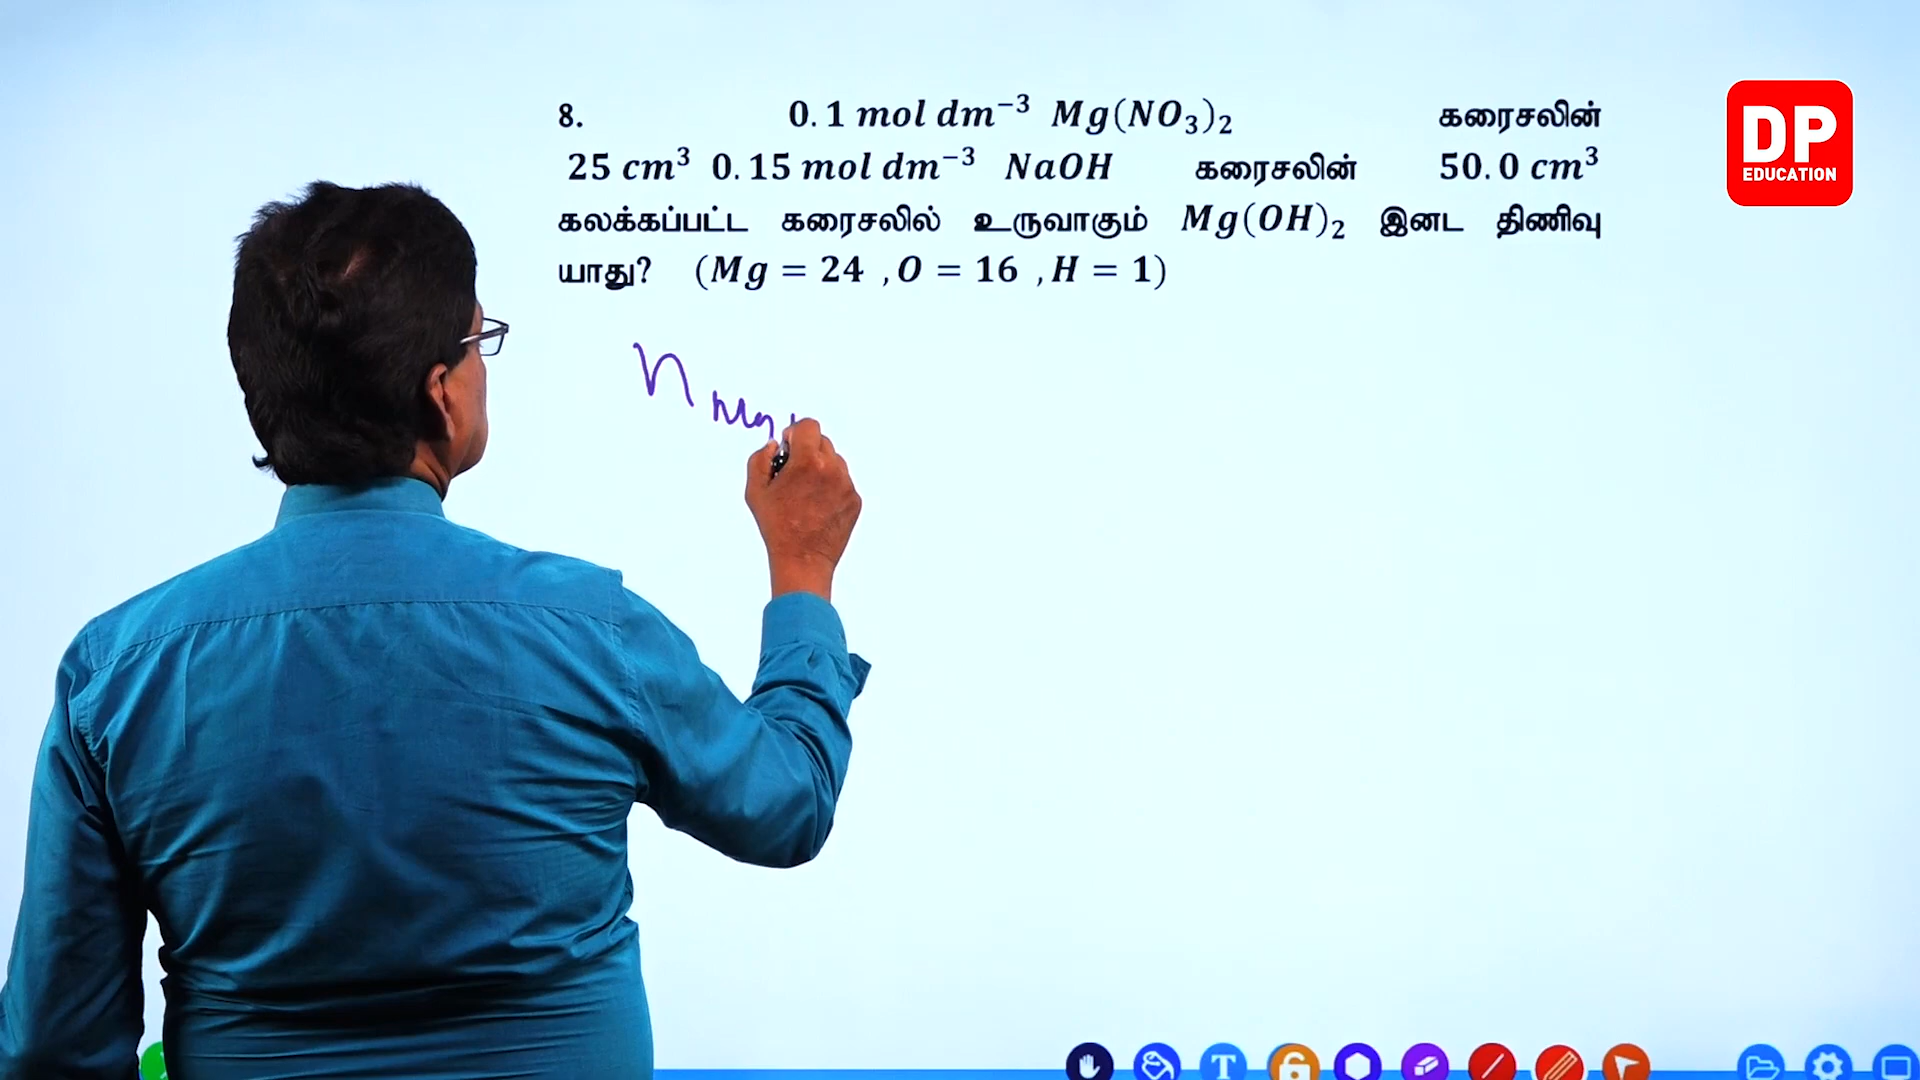 8. 0.1 mol dm⁻³ Mg(NO₃)₂ கரைசலின்
25 cm³ 0.15 mol dm⁻³ NaOH கரைசலின் 50.0 cm³
கலக்கப்பட்ட கரைசலில் உருவாகும் Mg(OH)₂ இனட திணிவு
யாது? (Mg = 24 ,O = 16 ,H = 1)
n Mg
DP
EDUCATION
T